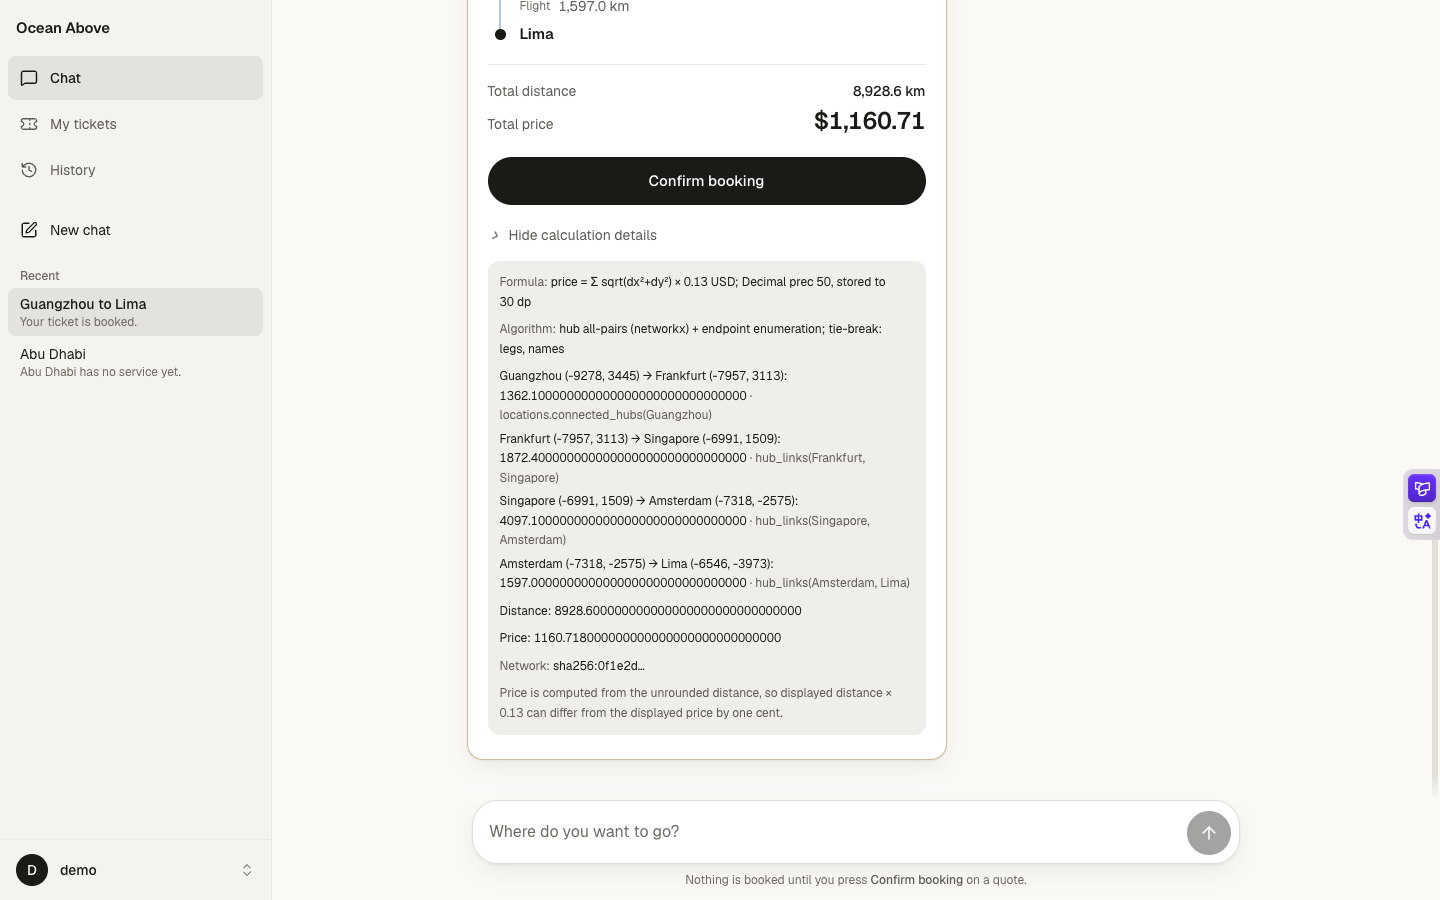 Ocean Above
Chat
My tickets
History
New chat
Recent
Guangzhou to Lima
Your ticket is booked.
Abu Dhabi
Abu Dhabi has no service yet.
D
demo
Flight 1,597.0 km
Lima
Total distance 8,928.6 km
Total price $1,160.71
Confirm booking
Hide calculation details
Formula: price = Σ sqrt(dx²+dy²) × 0.13 USD; Decimal prec 50, stored to
30 dp
Algorithm: hub all-pairs (networkx) + endpoint enumeration; tie-break:
legs, names
Guangzhou (-9278, 3445) → Frankfurt (-7957, 3113):
1362.100000000000000000000000000000 ·
locations.connected_hubs(Guangzhou)
Frankfurt (-7957, 3113) → Singapore (-6991, 1509):
1872.400000000000000000000000000000 · hub_links(Frankfurt,
Singapore)
Singapore (-6991, 1509) → Amsterdam (-7318, -2575):
4097.100000000000000000000000000000 · hub_links(Singapore,
Amsterdam)
Amsterdam (-7318, -2575) → Lima (-6546, -3973):
1597.000000000000000000000000000000 · hub_links(Amsterdam, Lima)
Distance: 8928.600000000000000000000000000000
Price: 1160.718000000000000000000000000000
Network: sha256:0f1e2d…
Price is computed from the unrounded distance, so displayed distance ×
0.13 can differ from the displayed price by one cent.
Where do you want to go?
Nothing is booked until you press Confirm booking on a quote.